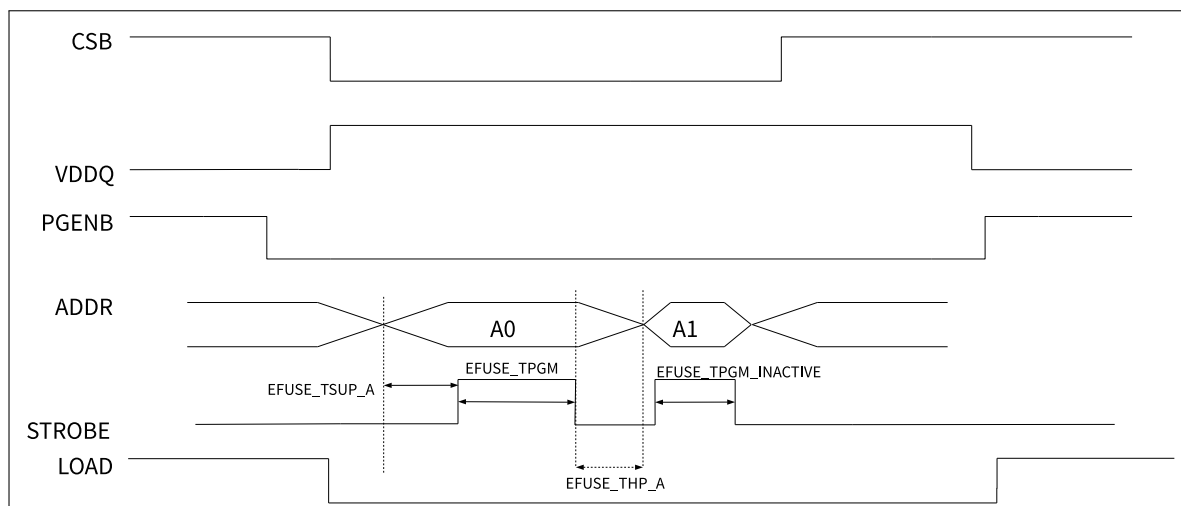 CSB
VDDQ
PGENB
ADDR
A0
A1
EFUSE_TPGM
EFUSE_TPGM_INACTIVE
EFUSE_TSUP_A
STROBE
LOAD
EFUSE_THP_A